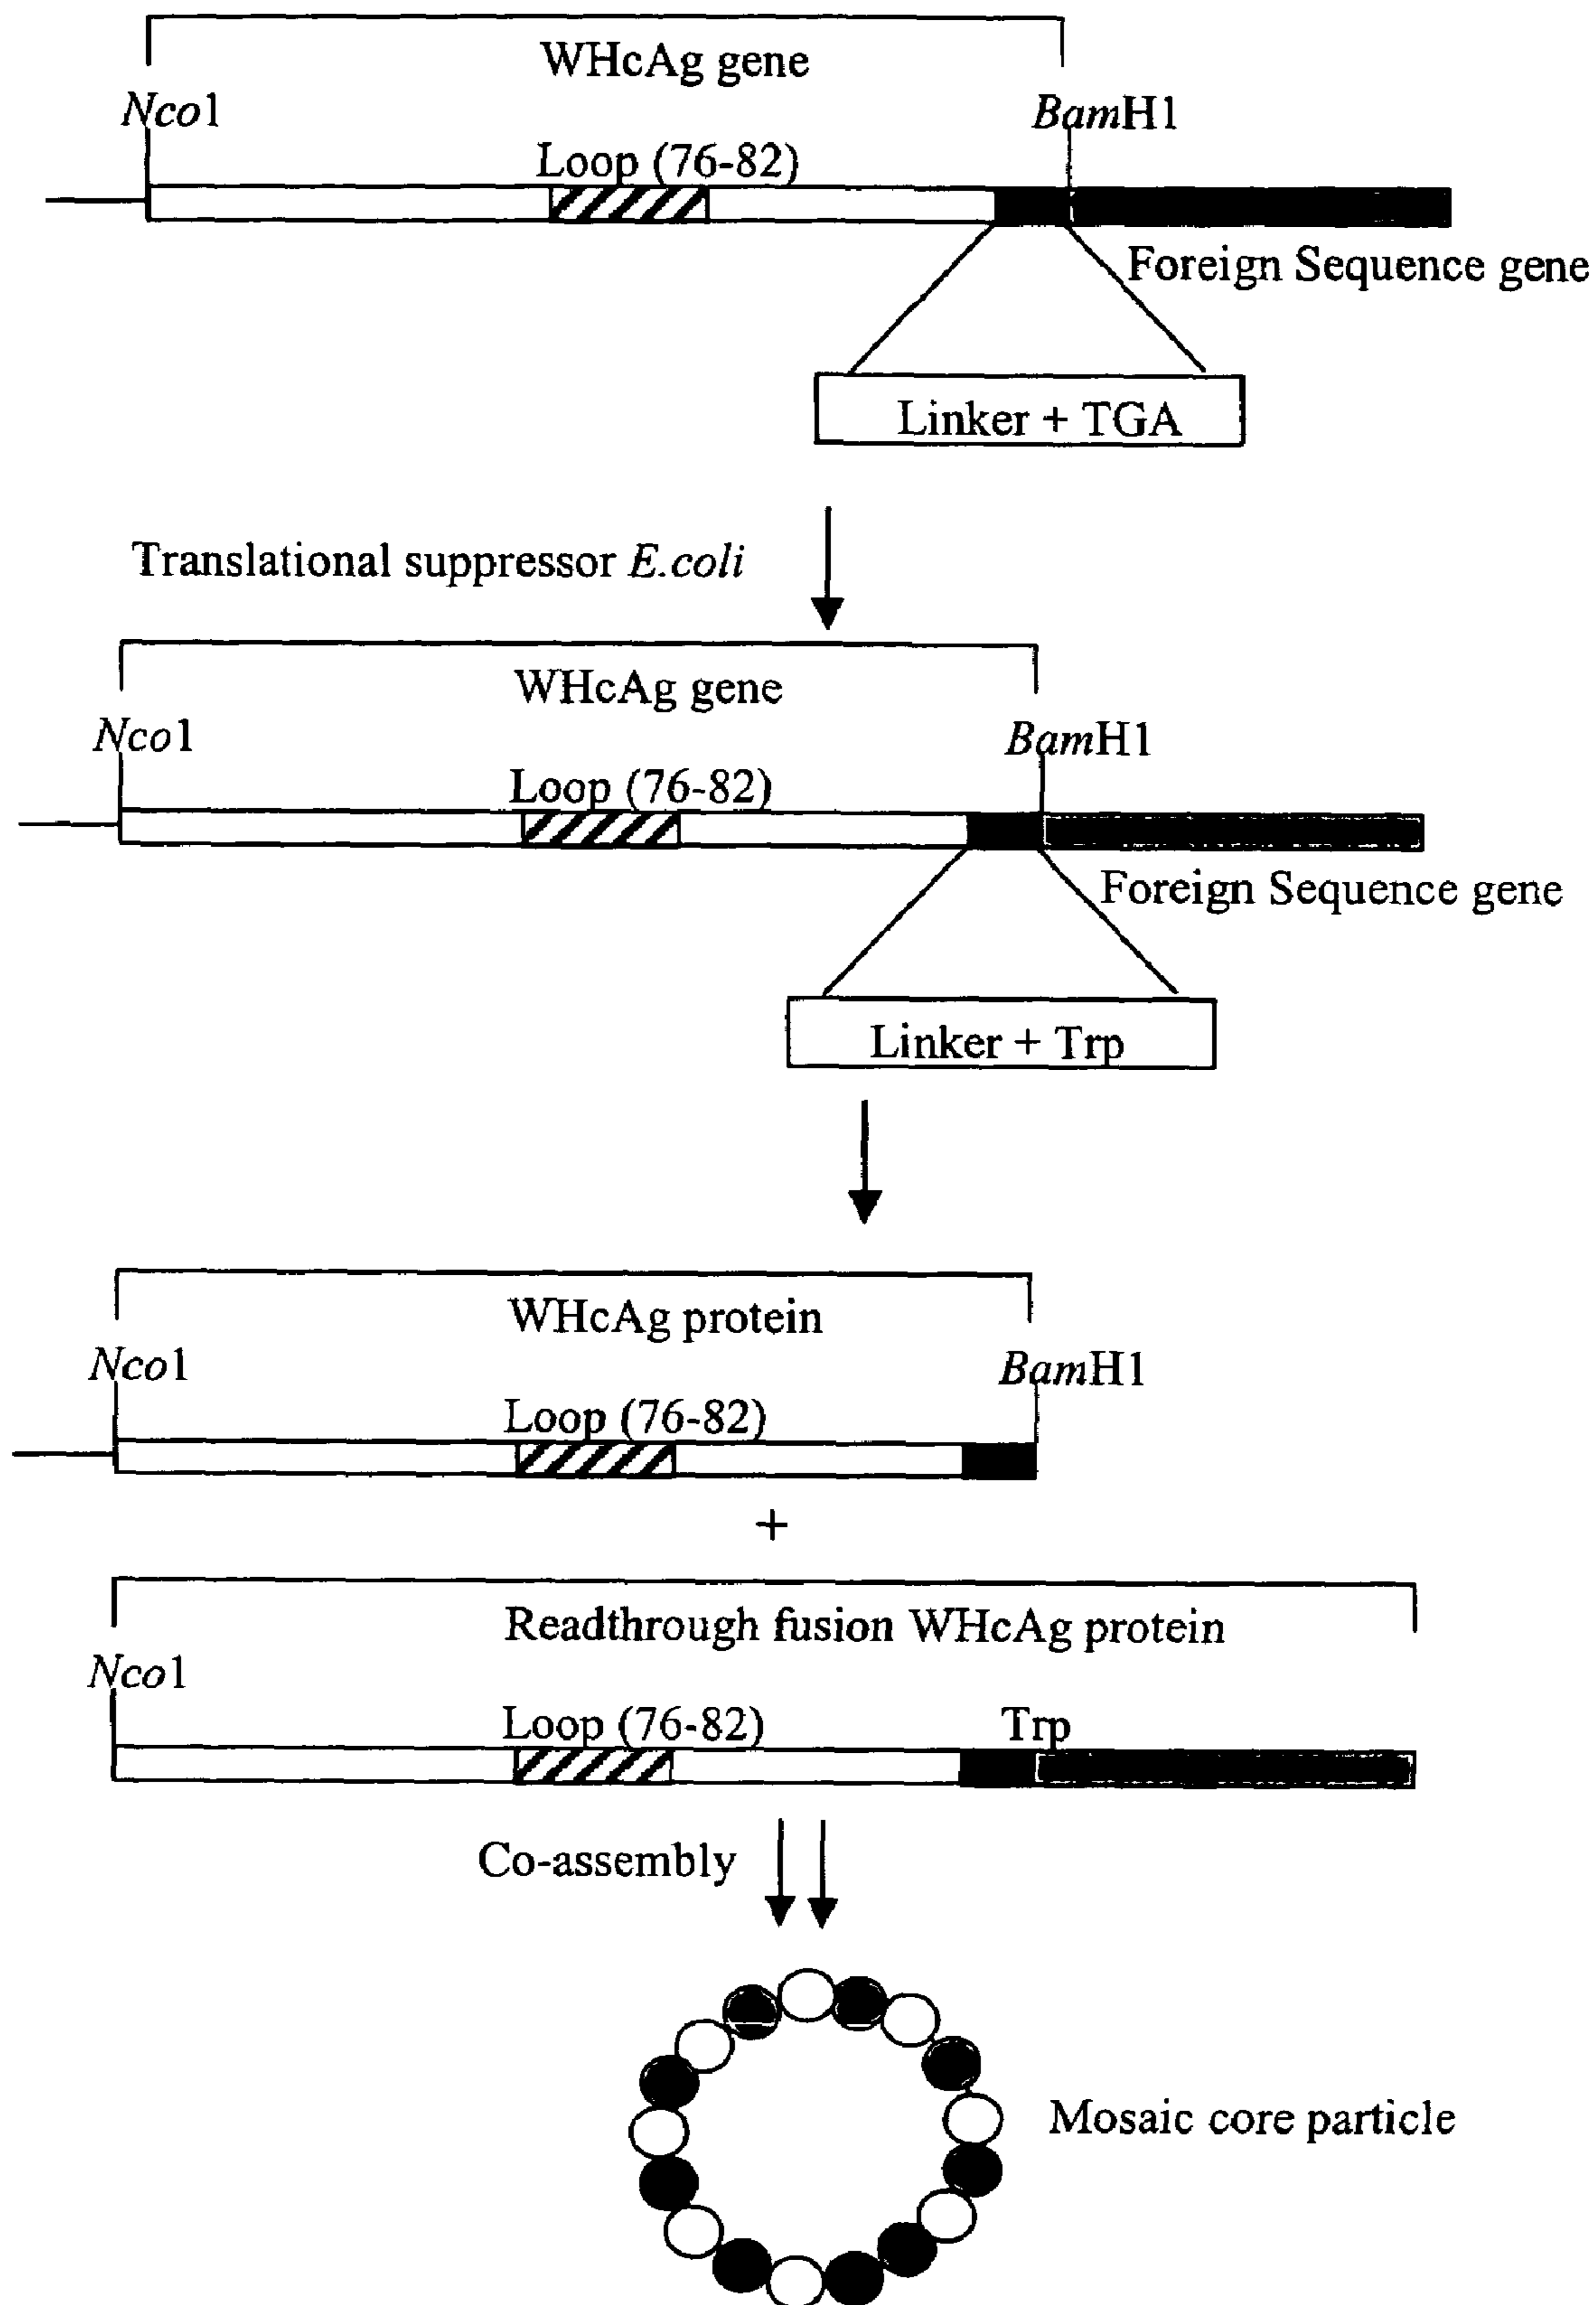 WHcAg gene
Nco1
BamH1
Loop (76-82)
Foreign Sequence gene
Linker + TGA
Translational suppressor E.coli
WHcAg gene
Nco1
BamH1
Loop (76-82)
Foreign Sequence gene
Linker + Trp
WHcAg protein
Nco1
BamH1
Loop (76-82)
+
Readthrough fusion WHcAg protein
Nco1
Loop (76-82)
Trp
Co-assembly
Mosaic core particle